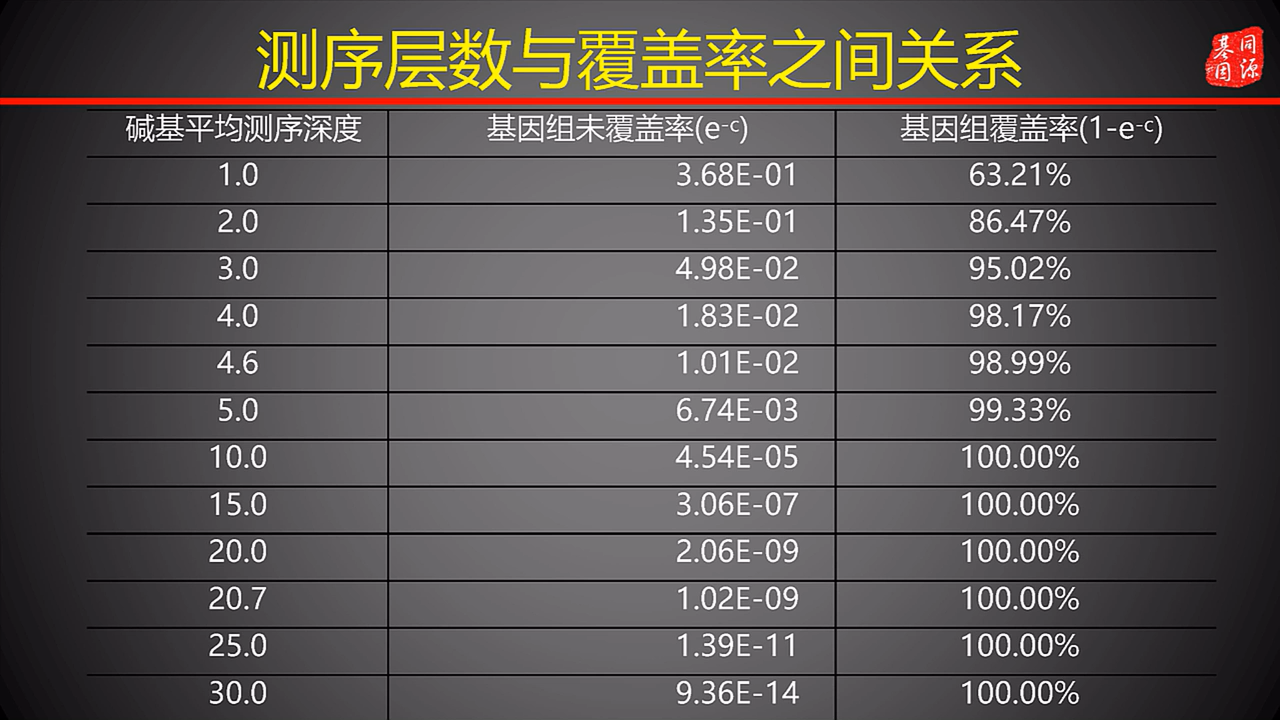 测序层数与覆盖率之间关系
基因
同源
碱基平均测序深度 基因组未覆盖率(e-c) 基因组覆盖率(1-e-c)
1.0 3.68E-01 63.21%
2.0 1.35E-01 86.47%
3.0 4.98E-02 95.02%
4.0 1.83E-02 98.17%
4.6 1.01E-02 98.99%
5.0 6.74E-03 99.33%
10.0 4.54E-05 100.00%
15.0 3.06E-07 100.00%
20.0 2.06E-09 100.00%
20.7 1.02E-09 100.00%
25.0 1.39E-11 100.00%
30.0 9.36E-14 100.00%